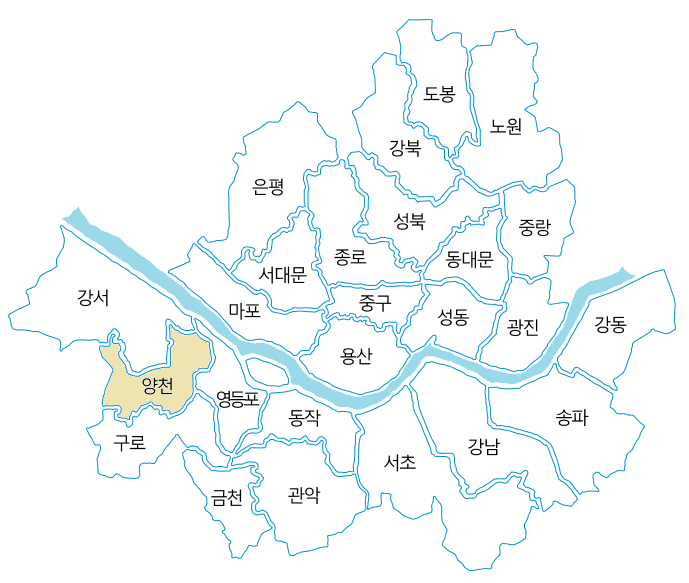 도봉
노원
강북
은평
성북
중랑
종로
서대문
동대문
강서
마포
중구
성동
광진
강동
용산
양천
영등포
동작
송파
구로
강남
서초
금천
관악